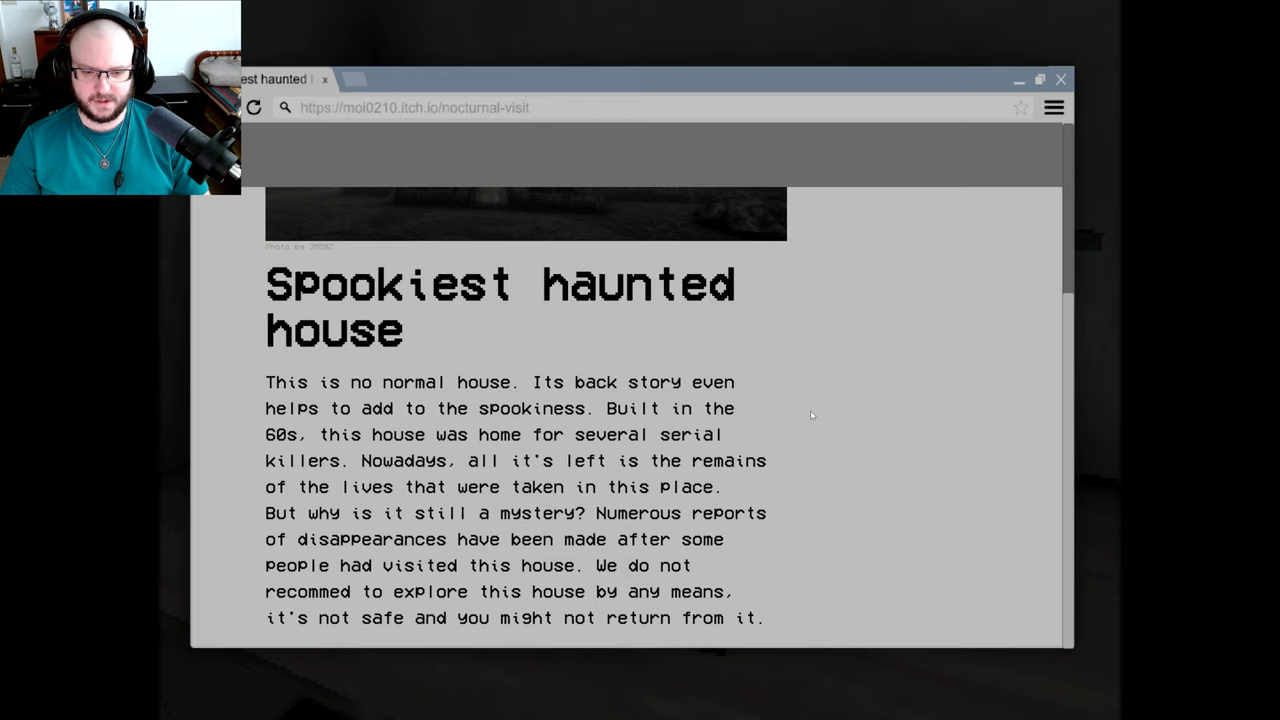 est haunted
x
https://moi0210.itch.io/nocturnal-visit
Photo by JM202
Spookiest haunted
house
This is no normal house. Its back story even
helps to add to the spookiness. Built in the
60s, this house was home for several serial
killers. Nowadays, all it's left is the remains
of the lives that were taken in this place.
But why is it still a mystery? Numerous reports
of disappearances have been made after some
people had visited this house. We do not
recommed to explore this house by any means,
it's not safe and you might not return from it.